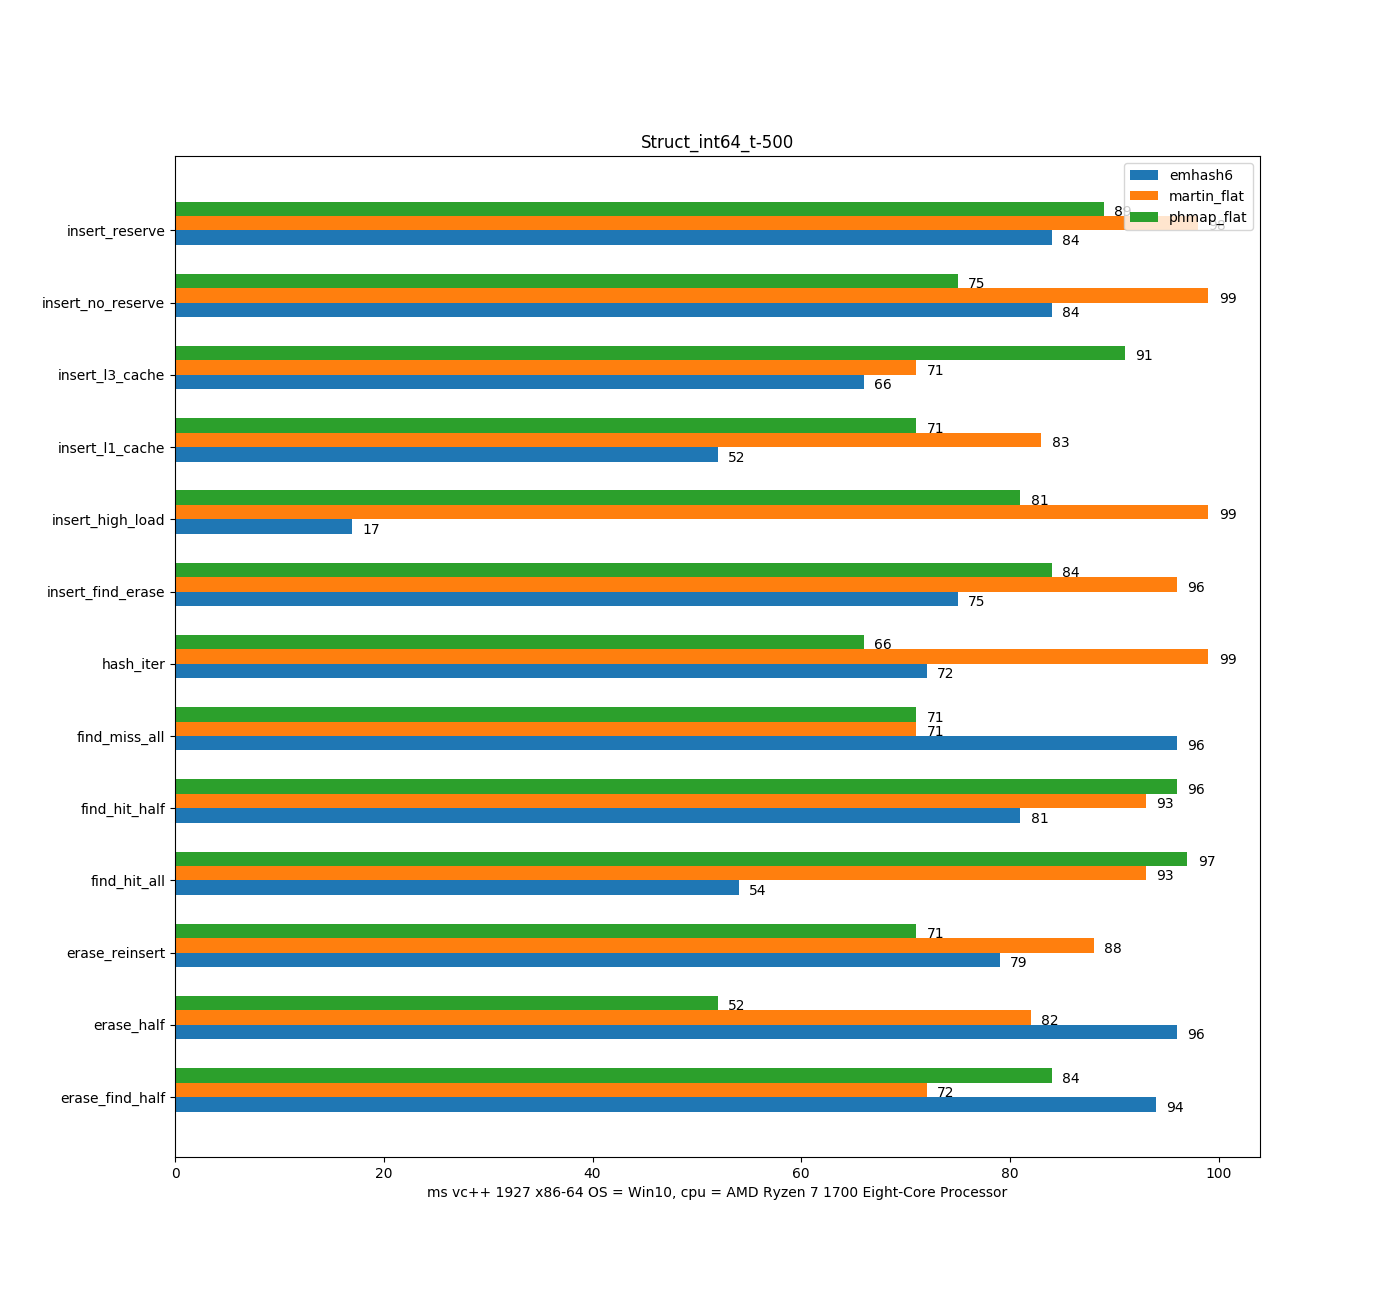 Struct_int64_t-500
emhash6
martin_flat
phmap_flat
insert_reserve
89
98
84
insert_no_reserve
75
99
84
insert_l3_cache
91
71
66
insert_l1_cache
71
83
52
insert_high_load
81
99
17
insert_find_erase
84
96
75
hash_iter
66
99
72
find_miss_all
71
71
96
find_hit_half
96
93
81
find_hit_all
97
93
54
erase_reinsert
71
88
79
erase_half
52
82
96
erase_find_half
84
72
94
0 20 40 60 80 100
ms vc++ 1927 x86-64 OS = Win10, cpu = AMD Ryzen 7 1700 Eight-Core Processor